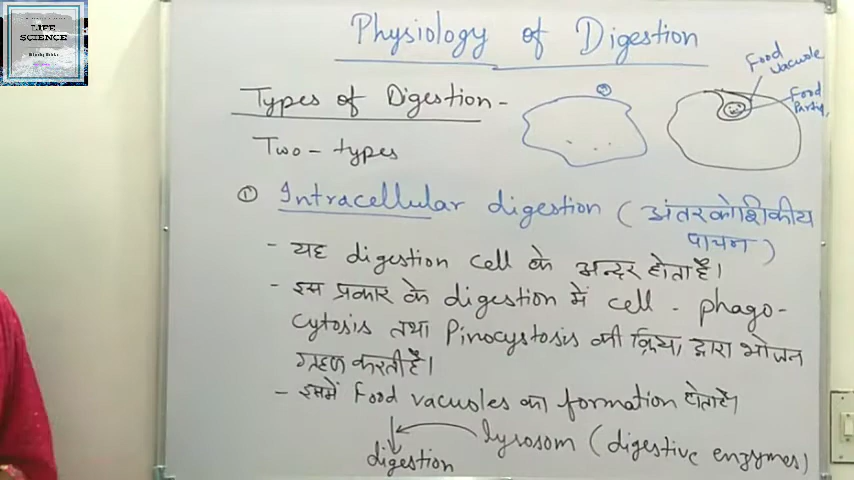 LIFE
SCIENCE
Physiology of Digestion
Food
vacuole
Food
Types of Digestion-
Two-types
① Intracellular digestion (अंतरकोशिकीय
पाचन)
- यह digestion cell के अन्दर होता है।
- इस प्रकार के digestion में cell - phago-
cytosis तथा Pinocystosis की क्रिया द्वारा भोजन
ग्रहण करती है।
- इसमें Food vacuoles का formation होता है।
lysosom (digestive enzymes)
digestion